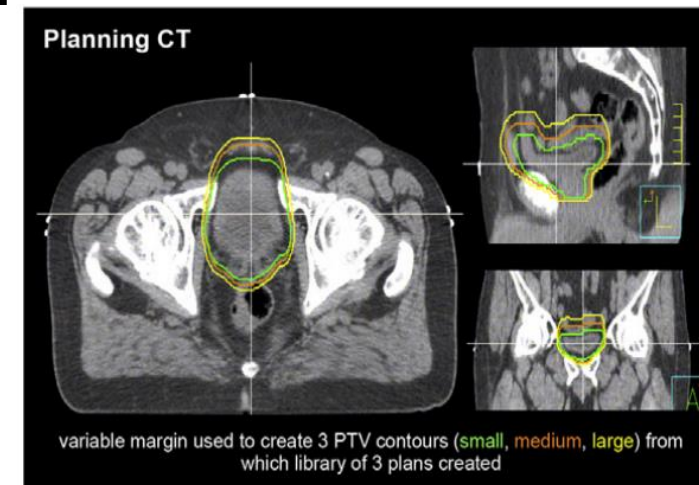 Planning CT
A
variable margin used to create 3 PTV contours (small, medium, large) from
which library of 3 plans created